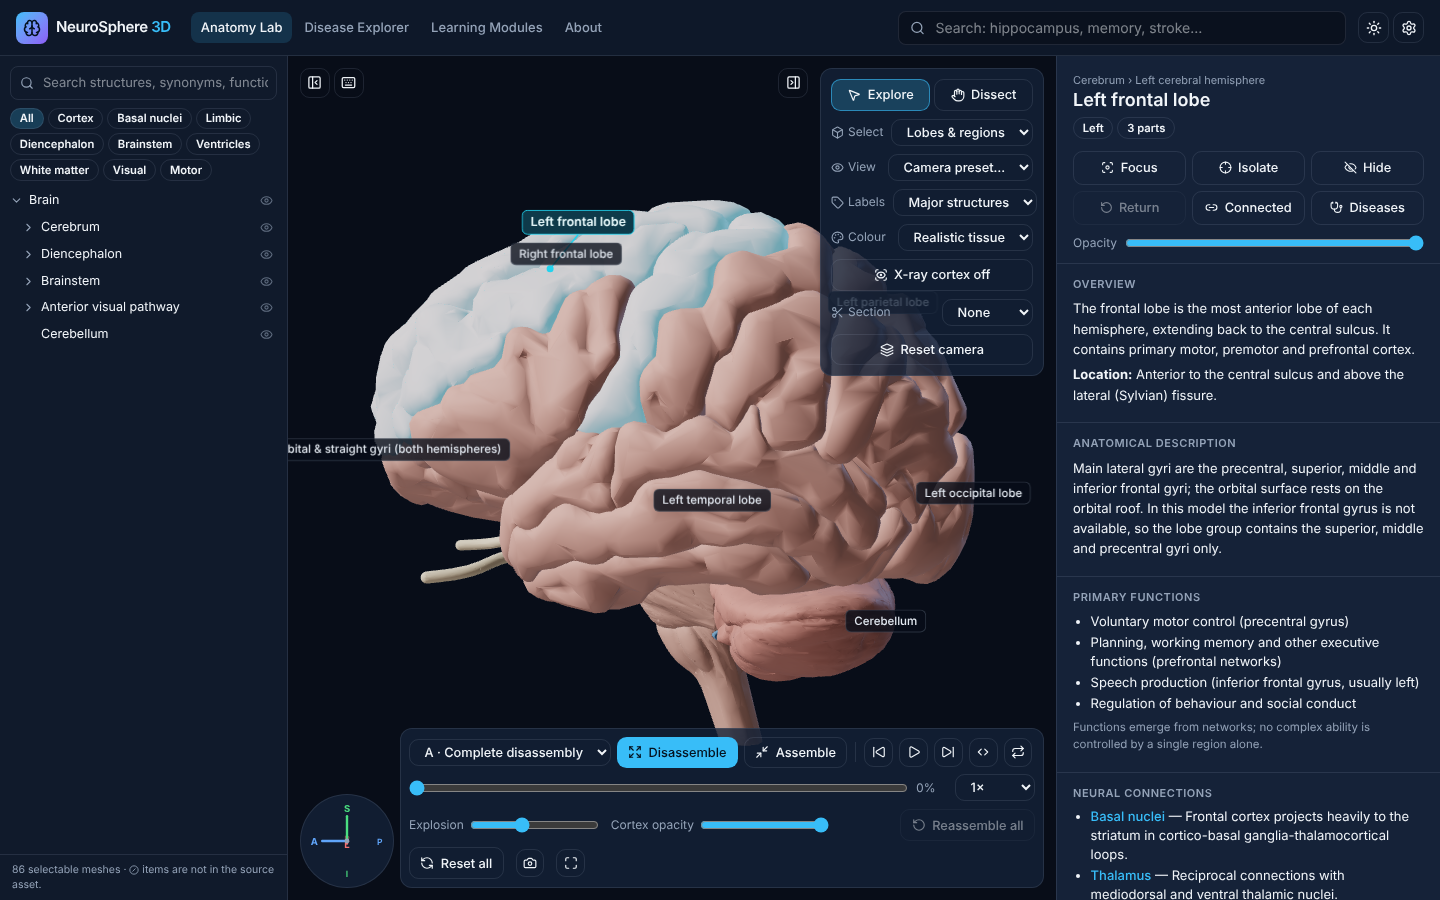 NeuroSphere 3D
Anatomy Lab
Disease Explorer
Learning Modules
About
Search: hippocampus, memory, stroke...
Search structures, synonyms, functic
All
Cortex
Basal nuclei
Limbic
Diencephalon
Brainstem
Ventricles
White matter
Visual
Motor
Brain
Cerebrum
Diencephalon
Brainstem
Anterior visual pathway
Cerebellum
86 selectable meshes · items are not in the source
asset.
Explore
Dissect
Select
Lobes & regions
View
Camera preset...
Labels
Major structures
Colour
Realistic tissue
X-ray cortex off
Left parietal lobe
Section
None
Reset camera
Left frontal lobe
Right frontal lobe
bital & straight gyri (both hemispheres)
Left temporal lobe
Left occipital lobe
Cerebellum
S
A
L
P
I
A · Complete disassembly
Disassemble
Assemble
0%
1×
Explosion
Cortex opacity
Reassemble all
Reset all
Cerebrum › Left cerebral hemisphere
Left frontal lobe
Left
3 parts
Focus
Isolate
Hide
Return
Connected
Diseases
Opacity
OVERVIEW
The frontal lobe is the most anterior lobe of each
hemisphere, extending back to the central sulcus. It
contains primary motor, premotor and prefrontal cortex.
Location: Anterior to the central sulcus and above the
lateral (Sylvian) fissure.
ANATOMICAL DESCRIPTION
Main lateral gyri are the precentral, superior, middle and
inferior frontal gyri; the orbital surface rests on the
orbital roof. In this model the inferior frontal gyrus is not
available, so the lobe group contains the superior, middle
and precentral gyri only.
PRIMARY FUNCTIONS
• Voluntary motor control (precentral gyrus)
• Planning, working memory and other executive
functions (prefrontal networks)
• Speech production (inferior frontal gyrus, usually left)
• Regulation of behaviour and social conduct
Functions emerge from networks; no complex ability is
controlled by a single region alone.
NEURAL CONNECTIONS
• Basal nuclei — Frontal cortex projects heavily to the
striatum in cortico-basal ganglia-thalamocortical
loops.
• Thalamus — Reciprocal connections with
mediodorsal and ventral thalamic nuclei.